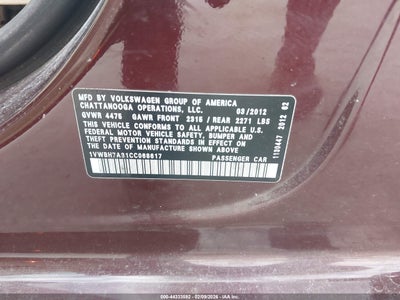 MFD BY VOLKSWAGEN GROUP OF AMERICA
CHATTANOOGA OPERATIONS, LLC. 03/2012
GVWR 4475 GAWR FRONT 2315 / REAR 2271 LBS
THIS VEHICLE CONFORMS TO ALL APPLICABLE U.S.
FEDERAL MOTOR VEHICLE SAFETY, BUMPER AND
THEFT PREVENTION STANDARDS IN EFFECT
ON THE DATE OF MANUFACTURE SHOWN ABOVE
PASSENGER CAR
2012 02